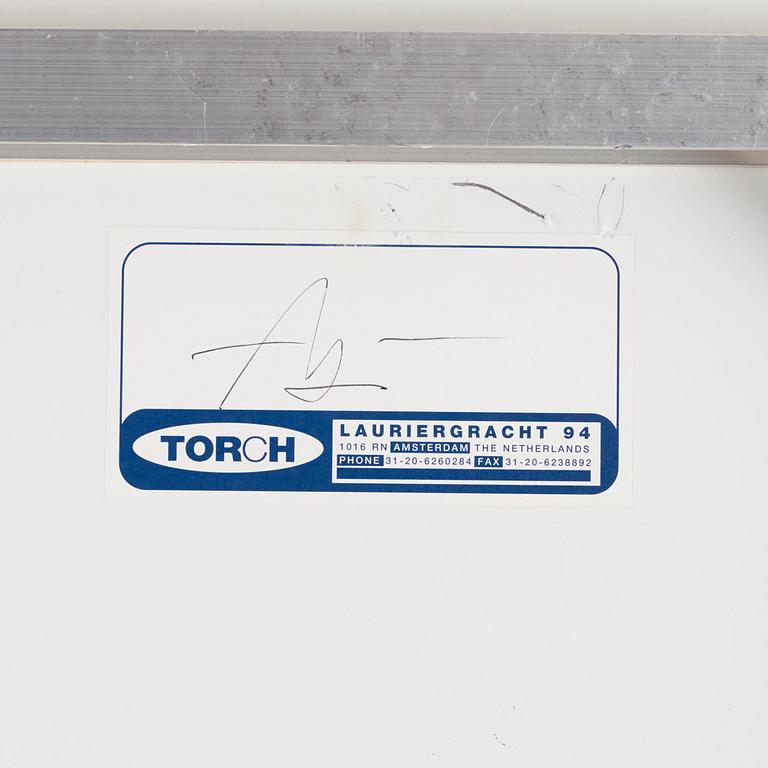 TORCH
LAURIERGRACHT 94
1016 RN AMSTERDAM THE NETHERLANDS
PHONE 31-20-6260284 FAX 31-20-6238892